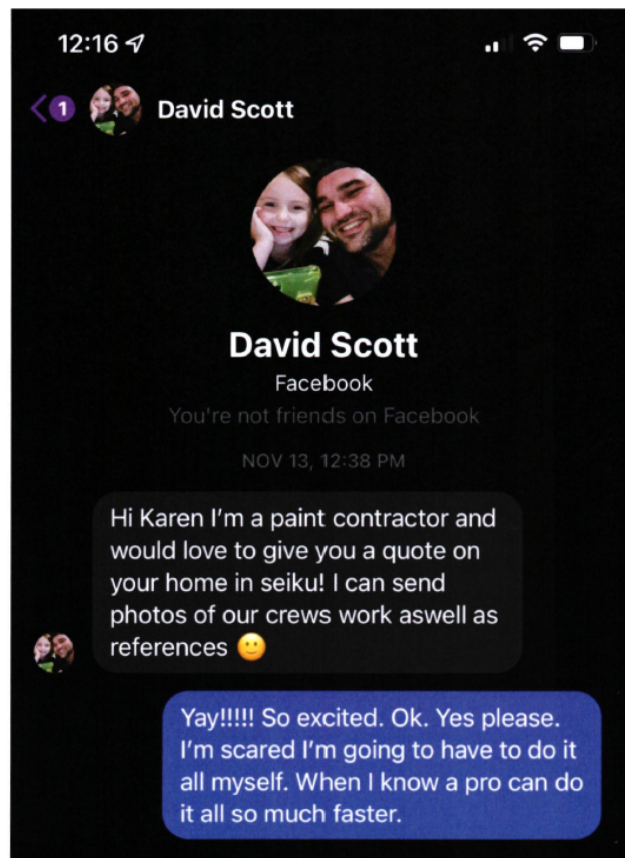 12:16
1
David Scott
David Scott
Facebook
You're not friends on Facebook
NOV 13, 12:38 PM
Hi Karen I'm a paint contractor and
would love to give you a quote on
your home in seiku! I can send
photos of our crews work aswell as
references 🙂
Yay!!!!! So excited. Ok. Yes please.
I'm scared I'm going to have to do it
all myself. When I know a pro can do
it all so much faster.